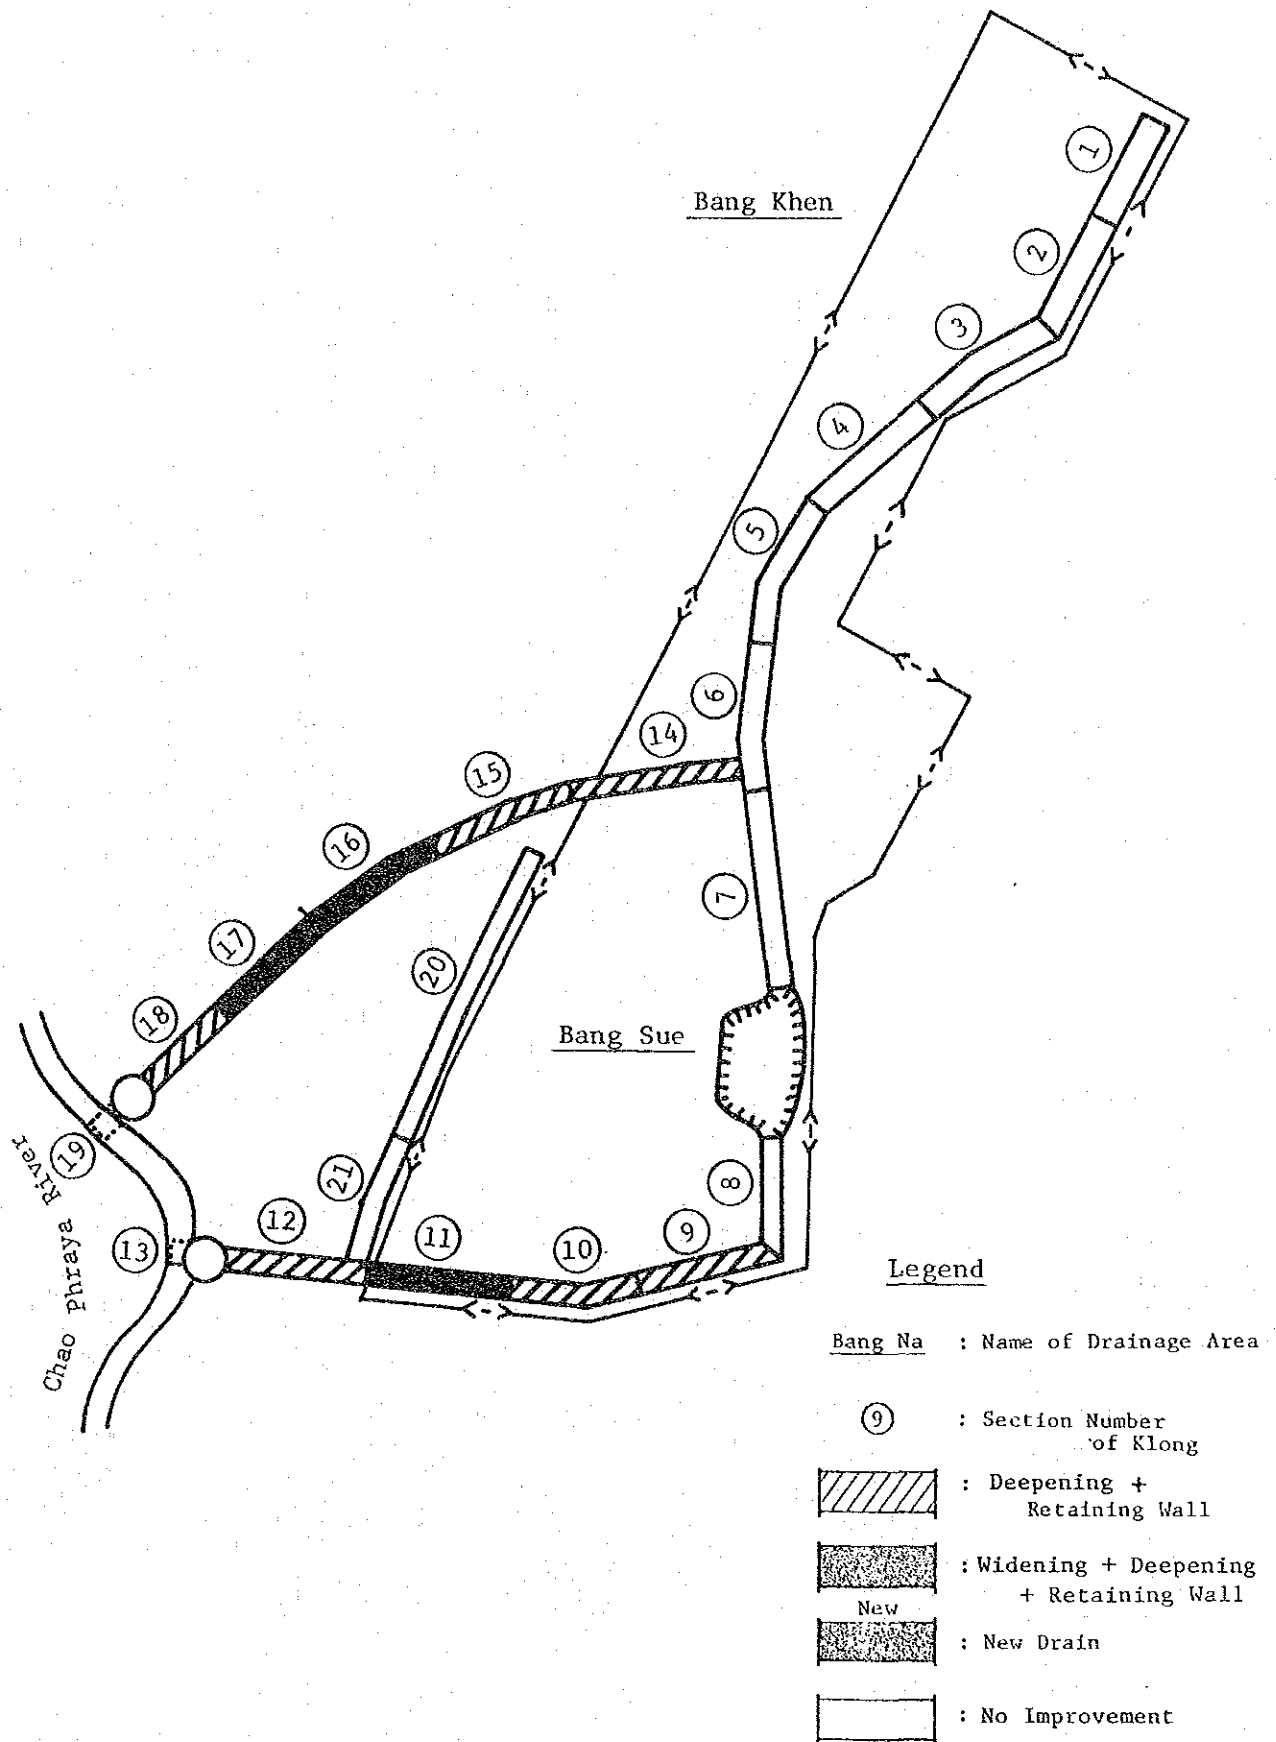 Bang Khen
1
2
3
4
5
6
14
15
16
7
17
20
18
Bang Sue
19
21
8
12
11
10
9
13
Chao Phraya River
Legend
Bang Na : Name of Drainage Area
9 : Section Number
of Klong
: Deepening +
Retaining Wall
: Widening + Deepening
+ Retaining Wall
New
: New Drain
: No Improvement